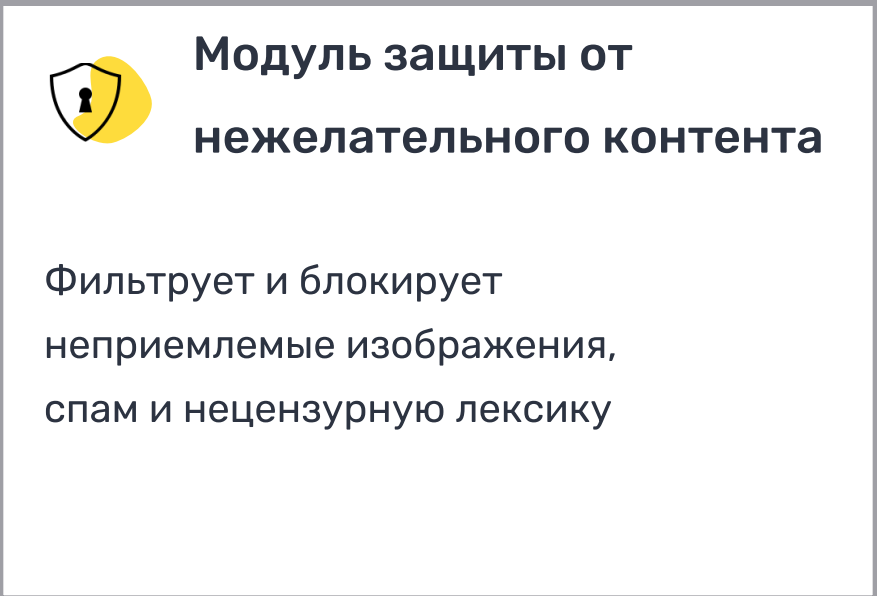 Модуль защиты от
нежелательного контента
Фильтрует и блокирует
неприемлемые изображения,
спам и нецензурную лексику